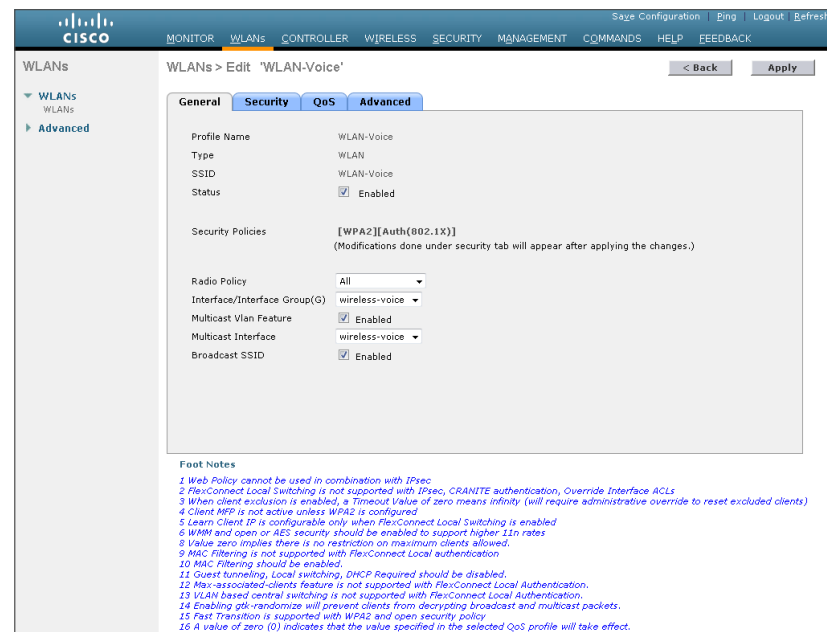 Save Configuration | Ping | Logout | Refresh
CISCO
MONITOR WLANs CONTROLLER WIRELESS SECURITY MANAGEMENT COMMANDS HELP FEEDBACK
WLANs
WLANs > Edit 'WLAN-Voice'
< Back Apply
WLANs
WLANs
Advanced
General Security QoS Advanced
Profile Name WLAN-Voice
Type WLAN
SSID WLAN-Voice
Status Enabled
Security Policies [WPA2][Auth(802.1X)]
(Modifications done under security tab will appear after applying the changes.)
Radio Policy All
Interface/Interface Group(G) wireless-voice
Multicast Vlan Feature Enabled
Multicast Interface wireless-voice
Broadcast SSID Enabled
Foot Notes
1 Web Policy cannot be used in combination with IPsec
2 FlexConnect Local Switching is not supported with IPsec, CRANITE authentication, Override Interface ACLs
3 When client exclusion is enabled, a Timeout Value of zero means infinity (will require administrative override to reset excluded clients)
4 Client MFP is not active unless WPA2 is configured
5 Learn Client IP is configurable only when FlexConnect Local Switching is enabled
6 WMM and open or AES security should be enabled to support higher 11n rates
8 Value zero implies there is no restriction on maximum clients allowed.
9 MAC Filtering is not supported with FlexConnect Local authentication
10 MAC Filtering should be enabled.
11 Guest tunneling, Local switching, DHCP Required should be disabled.
12 Max-associated-clients feature is not supported with FlexConnect Local Authentication.
13 VLAN based central switching is not supported with FlexConnect Local Authentication.
14 Enabling gtk-randomize will prevent clients from decrypting broadcast and multicast packets.
15 Fast Transition is supported with WPA2 and open security policy
16 A value of zero (0) indicates that the value specified in the selected QoS profile will take effect.